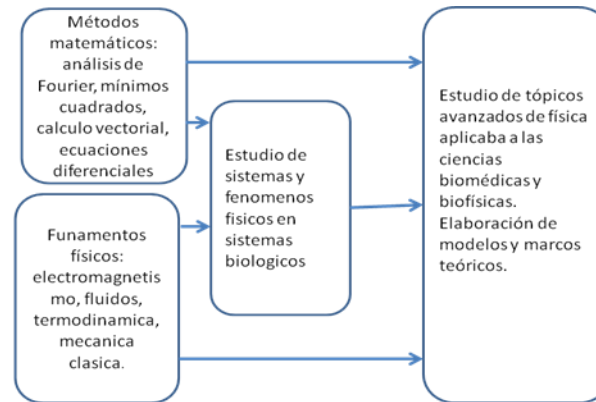 Métodos
matemáticos:
análisis de
Fourier, mínimos
cuadrados,
calculo vectorial,
ecuaciones
diferenciales
Funamentos
físicos:
electromagnetis
mo, fluidos,
termodinamica,
mecanica
clasica.
Estudio de
sistemas y
fenomenos
fisicos en
sistemas
biologicos
Estudio de tópicos
avanzados de física
aplicaba a las
ciencias
biomédicas y
biofísicas.
Elaboración de
modelos y marcos
teóricos.